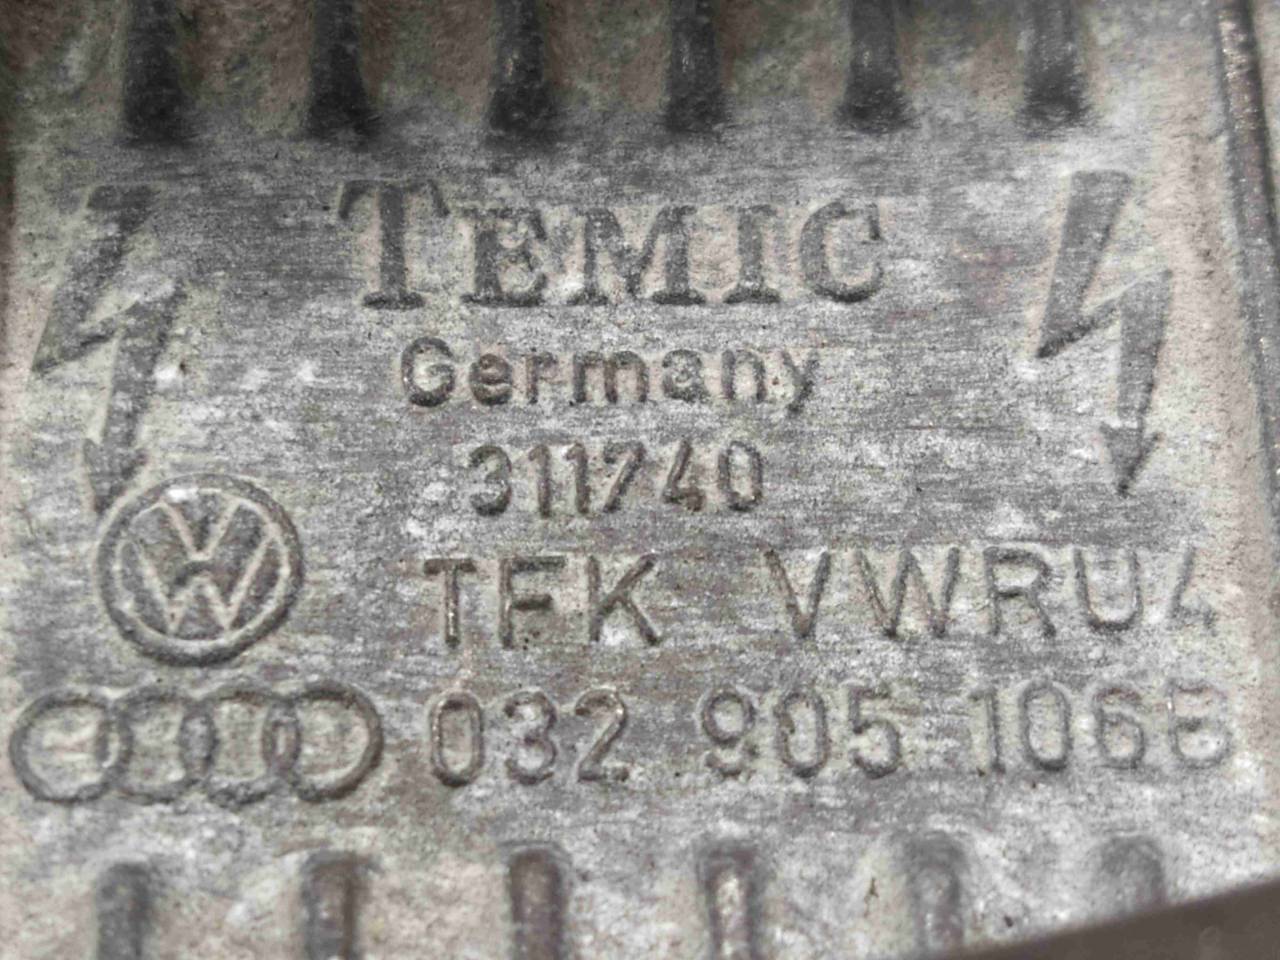 TEMIC
Germany
311740
TFK VWRU4
032 905 106B